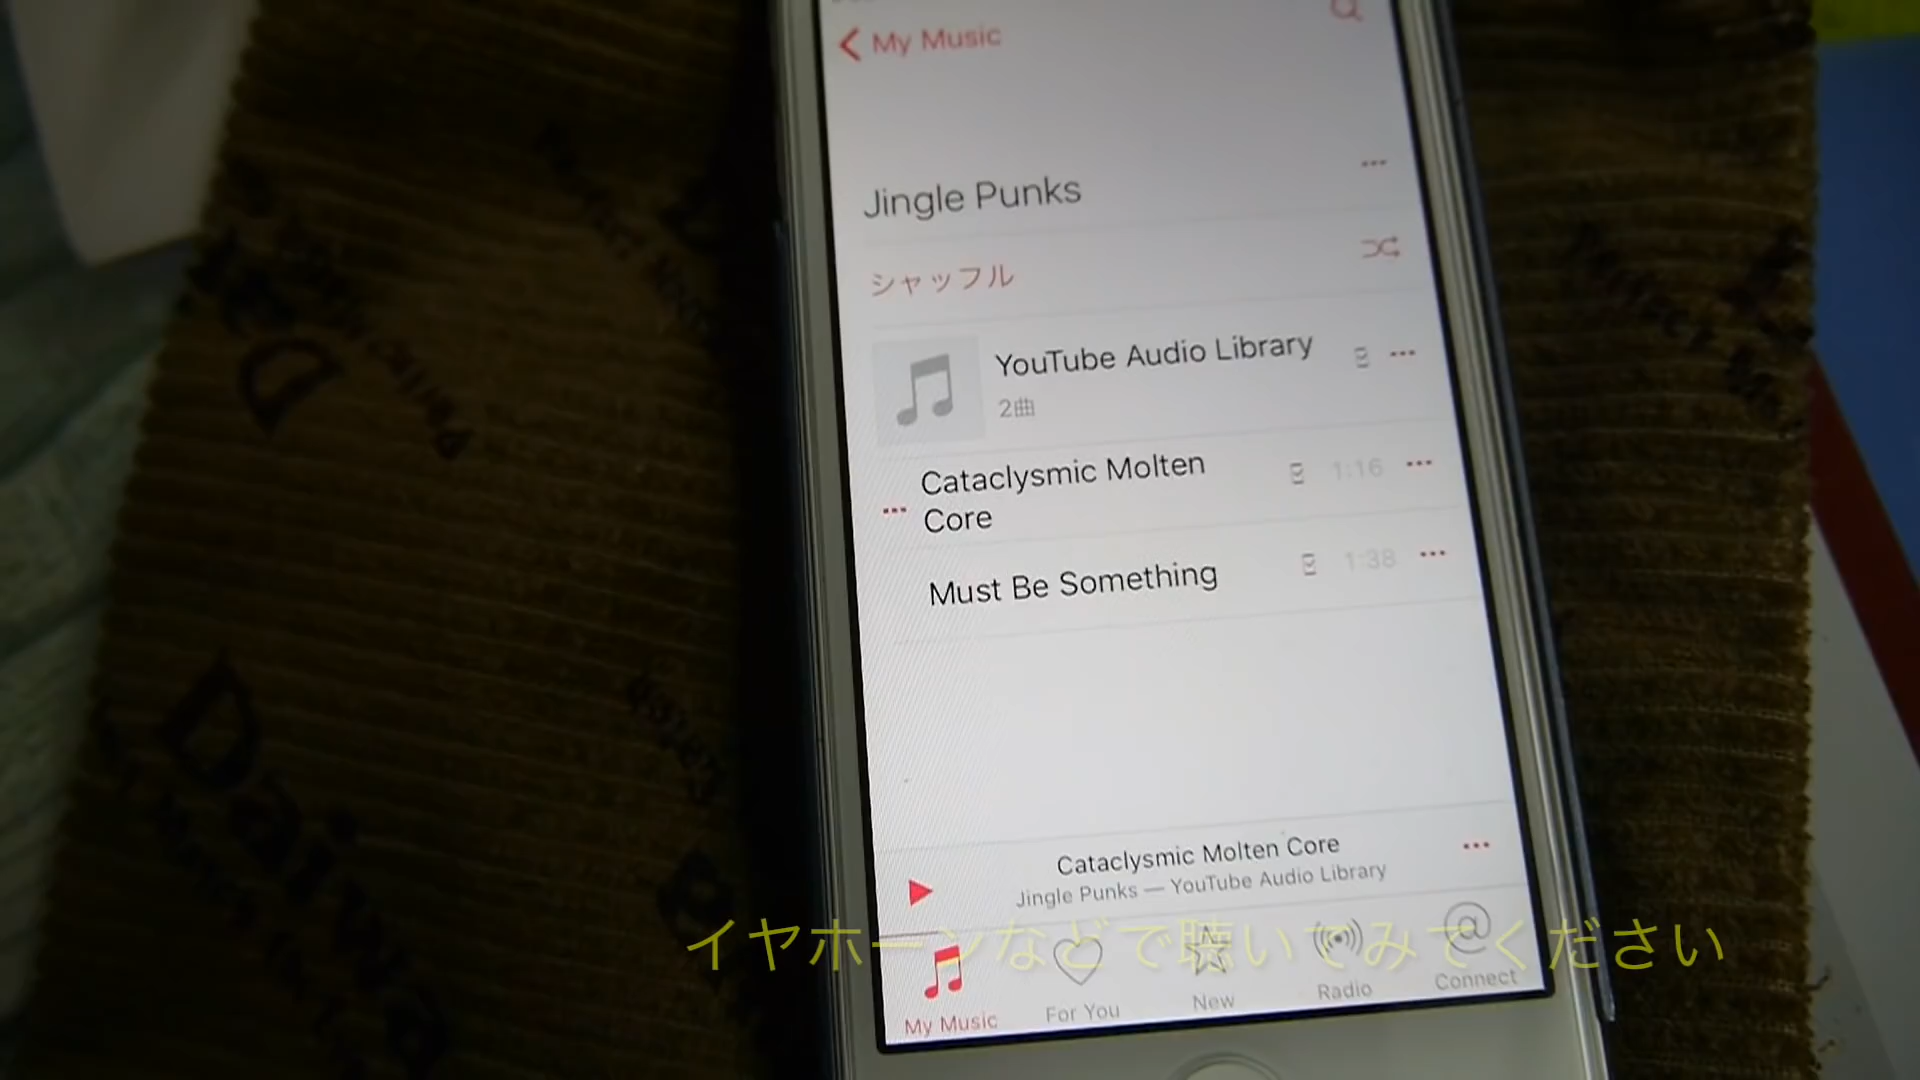 My Music
Jingle Punks
シャッフル
YouTube Audio Library
2曲
Cataclysmic Molten
Core
1:16
Must Be Something
1:38
Cataclysmic Molten Core
Jingle Punks — YouTube Audio Library
イヤホーンなどで聴いてみてください
My Music
For You
New
Radio
Connect